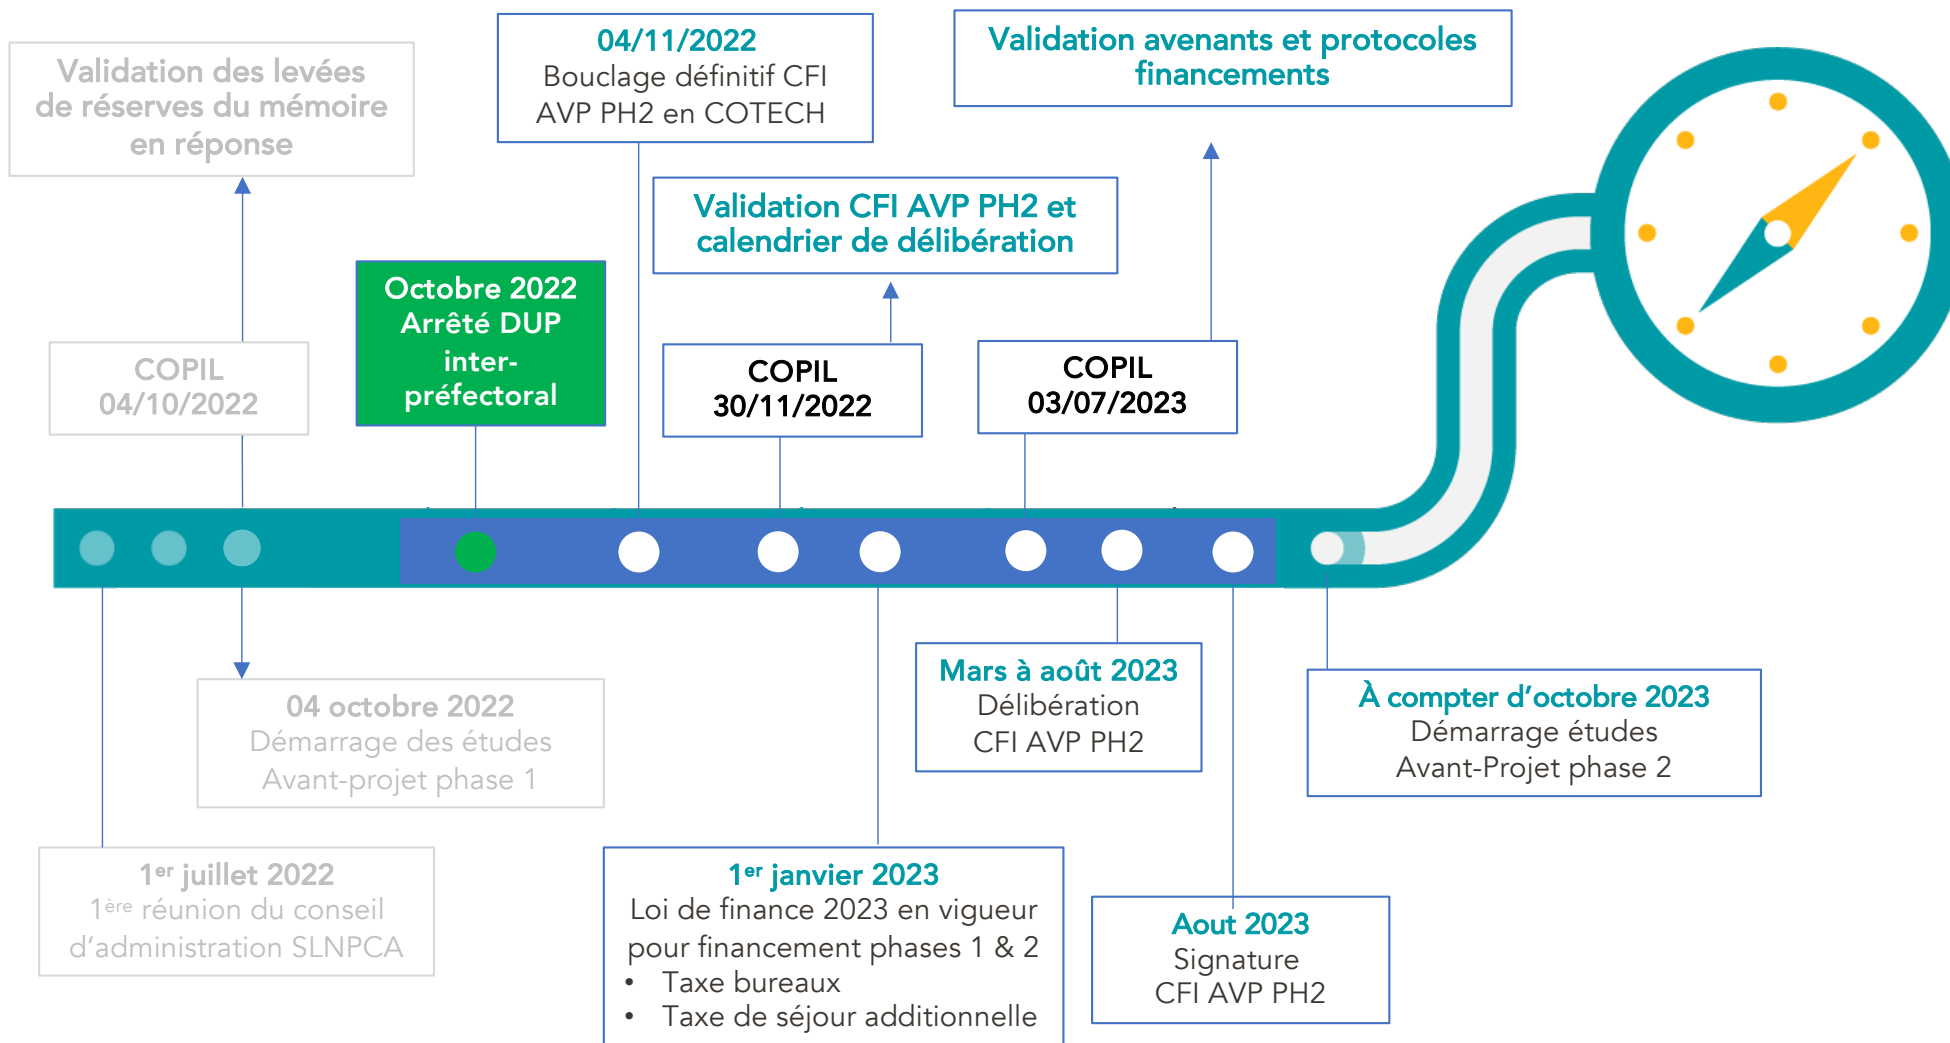 Validation des levées
de réserves du mémoire
en réponse
COPIL
04/10/2022
Octobre 2022
Arrêté DUP
inter-
préfectoral
04/11/2022
Bouclage définitif CFI
AVP PH2 en COTECH
Validation CFI AVP PH2 et
calendrier de délibération
COPIL
30/11/2022
Validation avenants et protocoles
financements
COPIL
03/07/2023
04 octobre 2022
Démarrage des études
Avant-projet phase 1
1er juillet 2022
1ère réunion du conseil
d’administration SLNPCA
1er janvier 2023
Loi de finance 2023 en vigueur
pour financement phases 1 & 2
• Taxe bureaux
• Taxe de séjour additionnelle
Mars à août 2023
Délibération
CFI AVP PH2
Aout 2023
Signature
CFI AVP PH2
À compter d’octobre 2023
Démarrage études
Avant-Projet phase 2